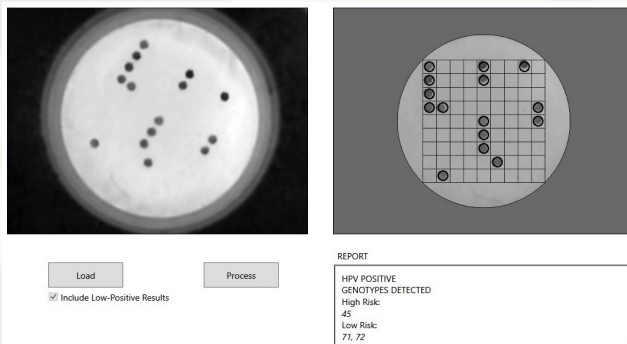 Load
Process
Include Low-Positive Results
REPORT
HPV POSITIVE
GENOTYPES DETECTED
High Risk:
45
Low Risk:
71, 72